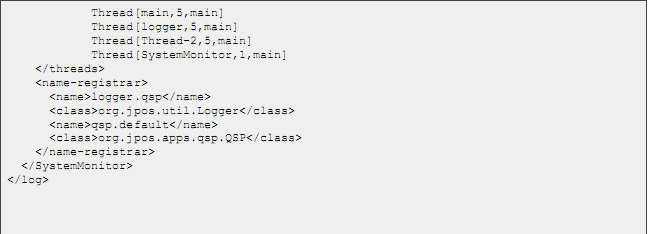 Thread[main,5,main]
Thread[logger,5,main]
Thread[Thread-2,5,main]
Thread[SystemMonitor,1,main]
</threads>
<name-registrar>
<name>logger.qsp</name>
<class>org.jpos.util.Logger</class>
<name>qsp.default</name>
<class>org.jpos.apps.qsp.QSP</class>
</name-registrar>
</SystemMonitor>
</log>